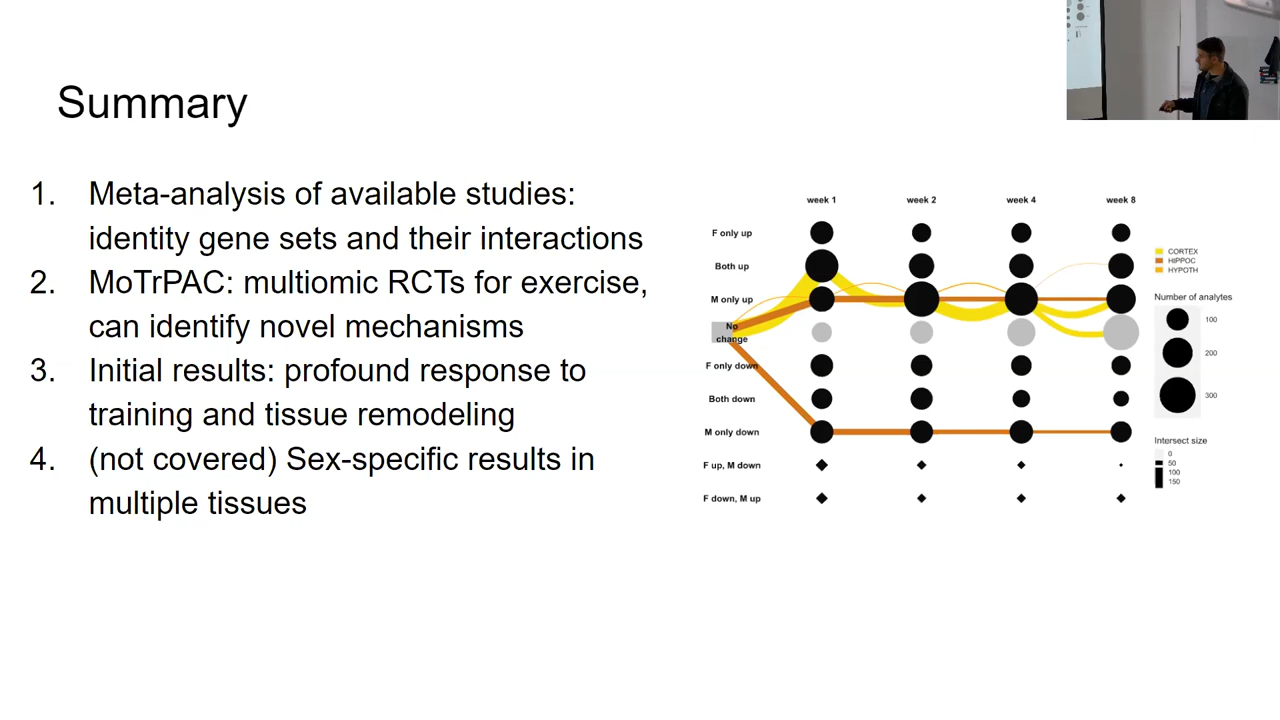 Summary
1. Meta-analysis of available studies:
identity gene sets and their interactions
2. MoTrPAC: multiomic RCTs for exercise,
can identify novel mechanisms
3. Initial results: profound response to
training and tissue remodeling
4. (not covered) Sex-specific results in
multiple tissues
week 1 week 2 week 4 week 8
F only up
Both up
M only up
No
change
F only down
Both down
M only down
F up, M down
F down, M up
CORTEX
HIPPOC
HYPOTH
Number of analytes
100
200
300
Intersect size
0
50
100
150